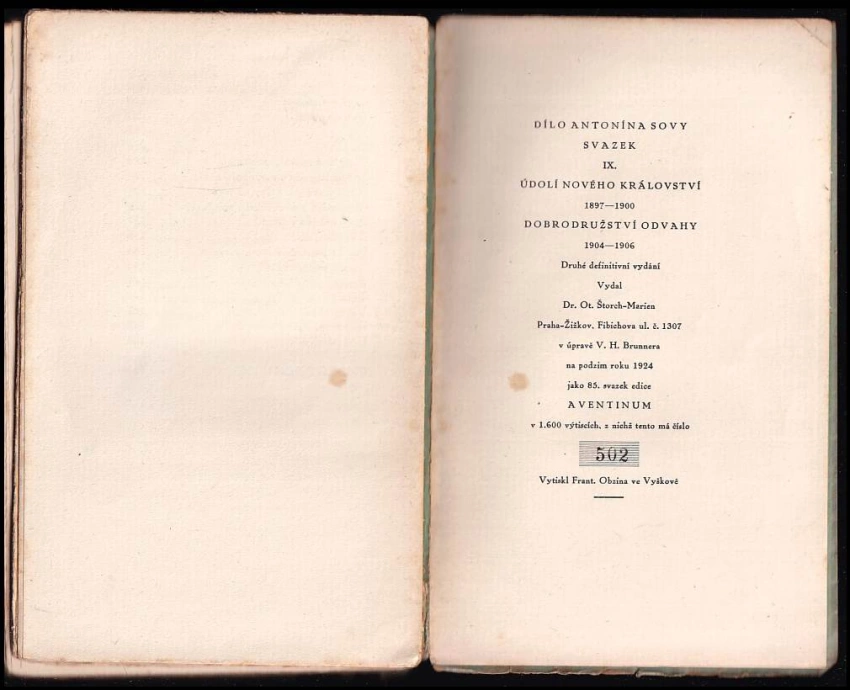 DÍLO ANTONÍNA SOVY
SVAZEK
IX.
ÚDOLÍ NOVÉHO KRÁLOVSTVÍ
1897—1900
DOBRODRUŽSTVÍ ODVAHY
1904—1906
Druhé definitivní vydání
Vydal
Dr. Ot. Štorch-Marien
Praha-Žižkov, Fibichova ul. č. 1307
v úpravě V. H. Brunnera
na podzim roku 1924
jako 85. svazek edice
AVENTINUM
v 1.600 výtiscích, z nichž tento má číslo
502
Vytiskl Frant. Obzina ve Vyškově